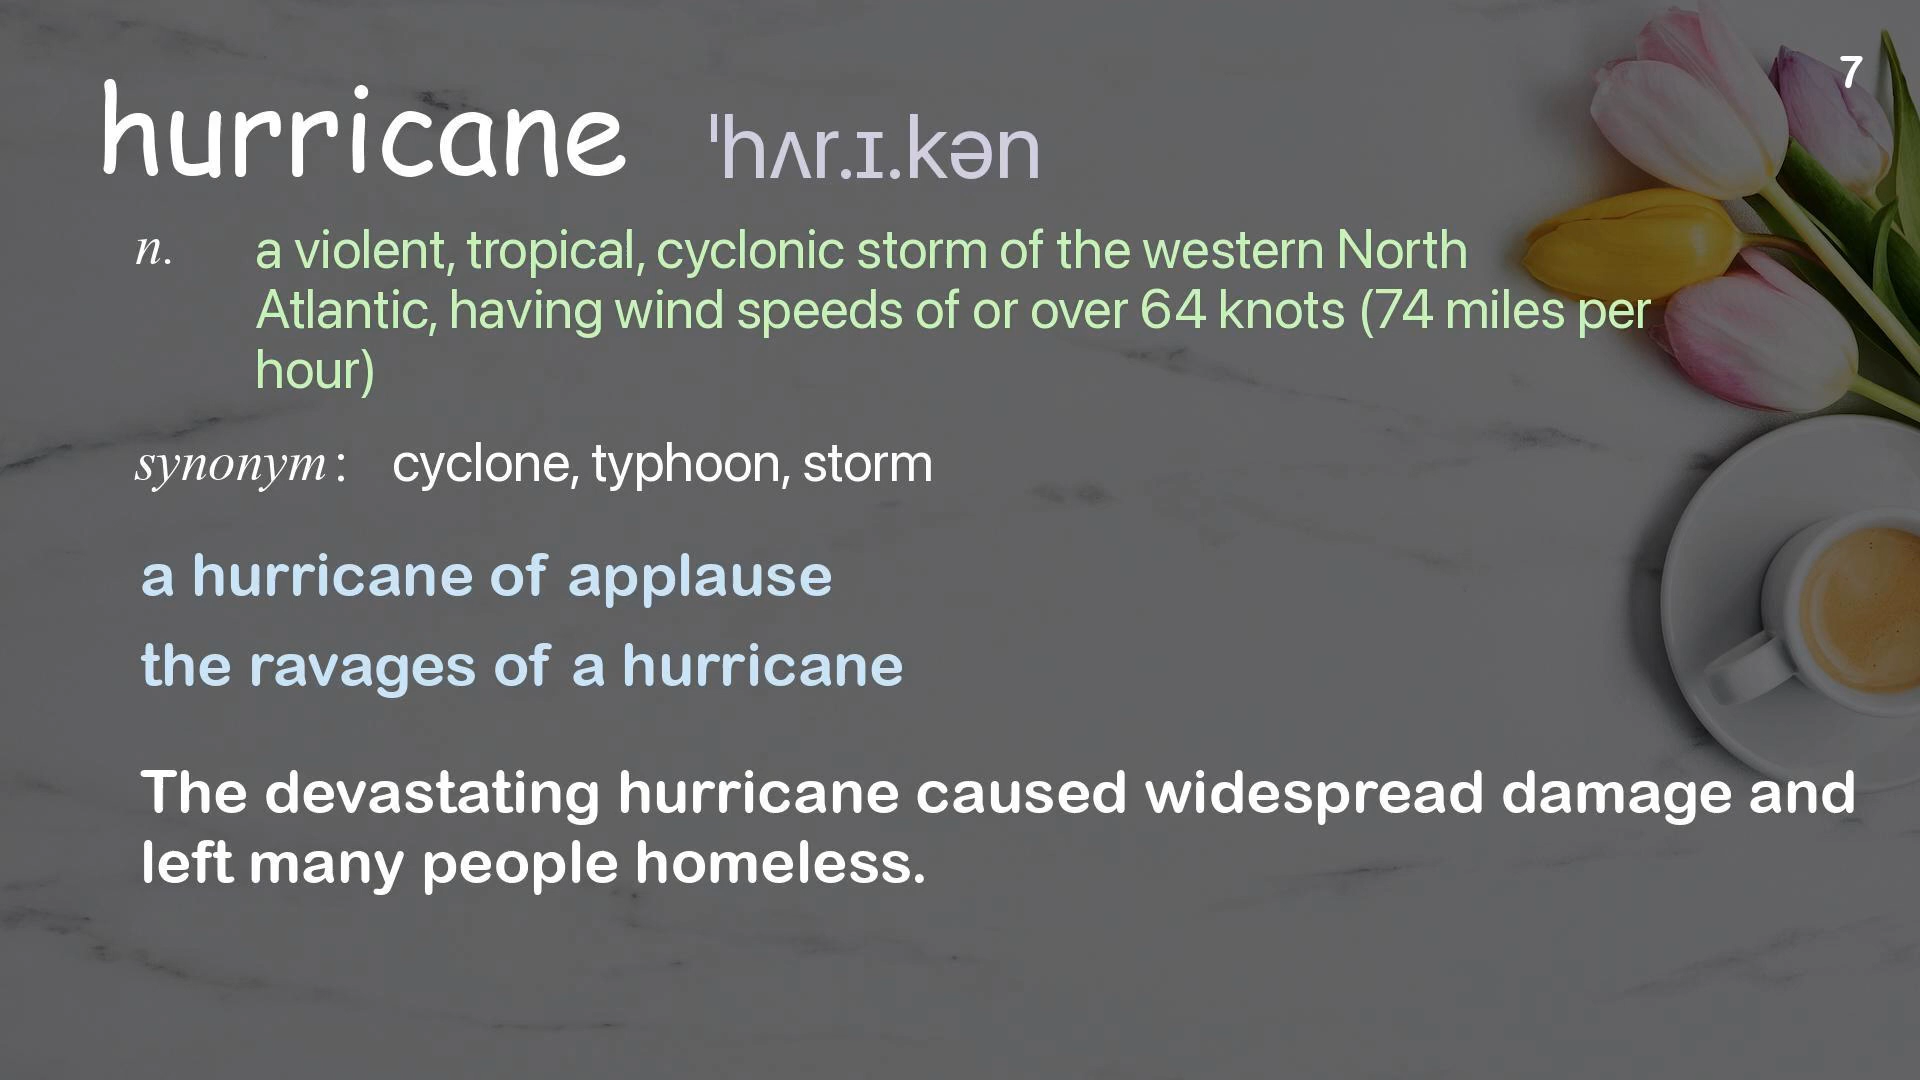 7
hurricane ˈhʌr.ɪ.kən
n. a violent, tropical, cyclonic storm of the western North
Atlantic, having wind speeds of or over 64 knots (74 miles per
hour)
synonym: cyclone, typhoon, storm
a hurricane of applause
the ravages of a hurricane
The devastating hurricane caused widespread damage and
left many people homeless.